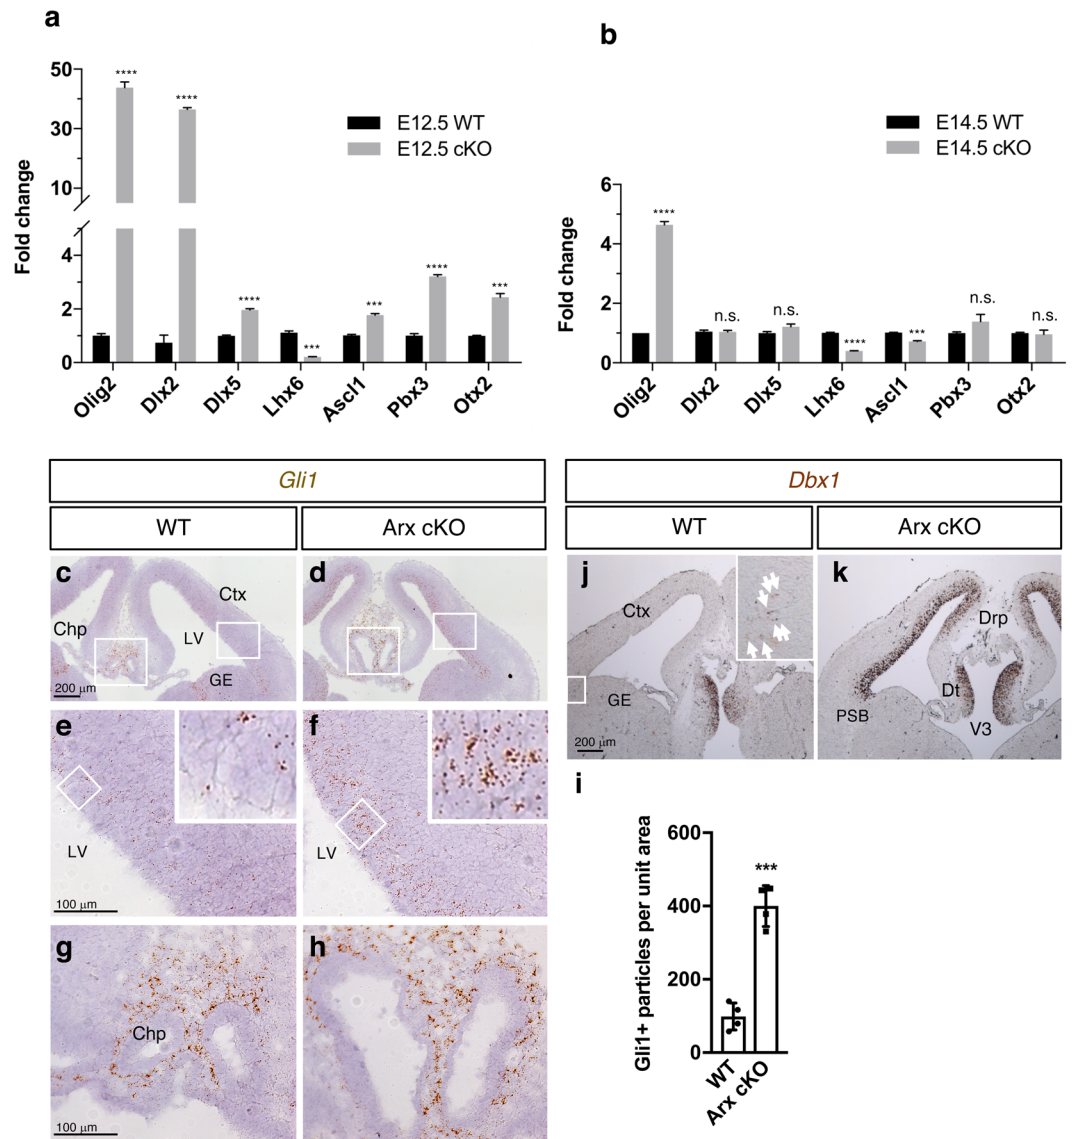 a
50
30
10
4
2
0
Fold change
****
****
****
***
***
****
***
E12.5 WT
E12.5 cKO
Olig2
Dlx2
Dlx5
Lhx6
Ascl1
Pbx3
Otx2
b
6
4
2
0
Fold change
****
n.s.
n.s.
****
***
n.s.
n.s.
E14.5 WT
E14.5 cKO
Olig2
Dlx2
Dlx5
Lhx6
Ascl1
Pbx3
Otx2
Gli1
WT
Arx cKO
c
Ctx
Chp
LV
GE
200 µm
d
e
LV
100 µm
f
LV
g
Chp
100 µm
h
Dbx1
WT
Arx cKO
j
Ctx
GE
200 µm
k
Drp
Dt
PSB
V3
i
600
400
200
0
Gli1+ particles per unit area
***
WT
Arx cKO